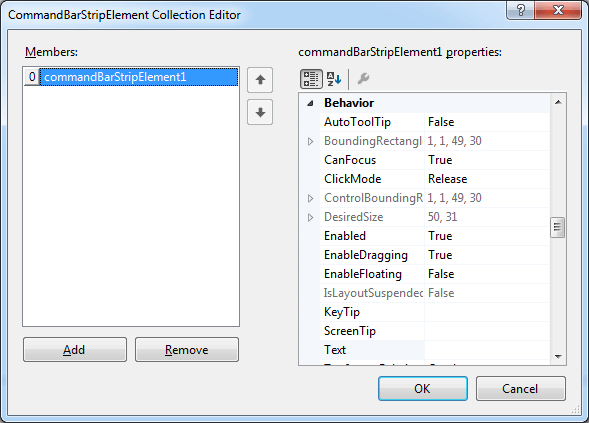 CommandBarStripElement Collection Editor
Members:
commandBarStripElement1 properties:
0 commandBarStripElement1
Behavior
AutoToolTip False
BoundingRectangl 1, 1, 49, 30
CanFocus True
ClickMode Release
ControlBoundingR 1, 1, 49, 30
DesiredSize 50, 31
Enabled True
EnableDragging True
EnableFloating False
IsLayoutSuspended False
KeyTip
ScreenTip
Text
Add
Remove
OK
Cancel